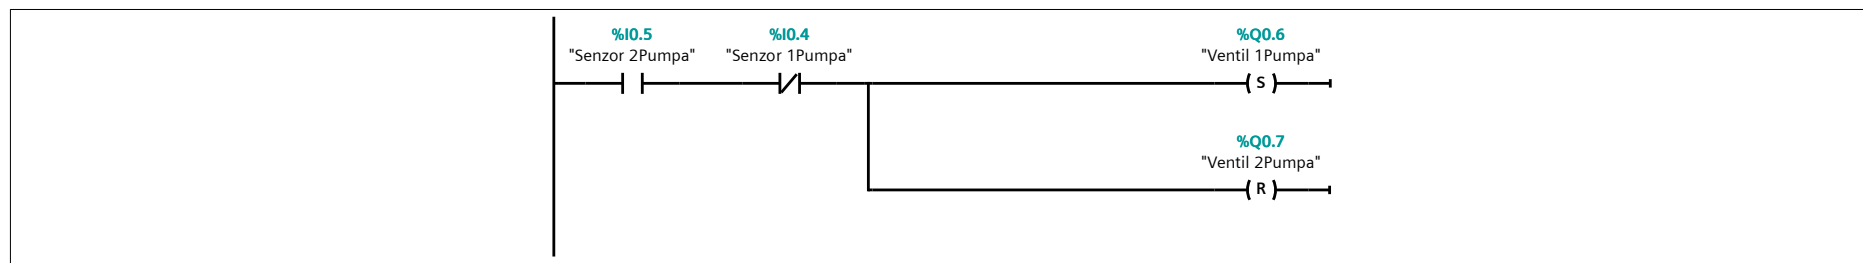 %I0.5 %I0.4 %Q0.6
"Senzor 2Pumpa" "Senzor 1Pumpa" "Ventil 1Pumpa"
S
%Q0.7
"Ventil 2Pumpa"
R